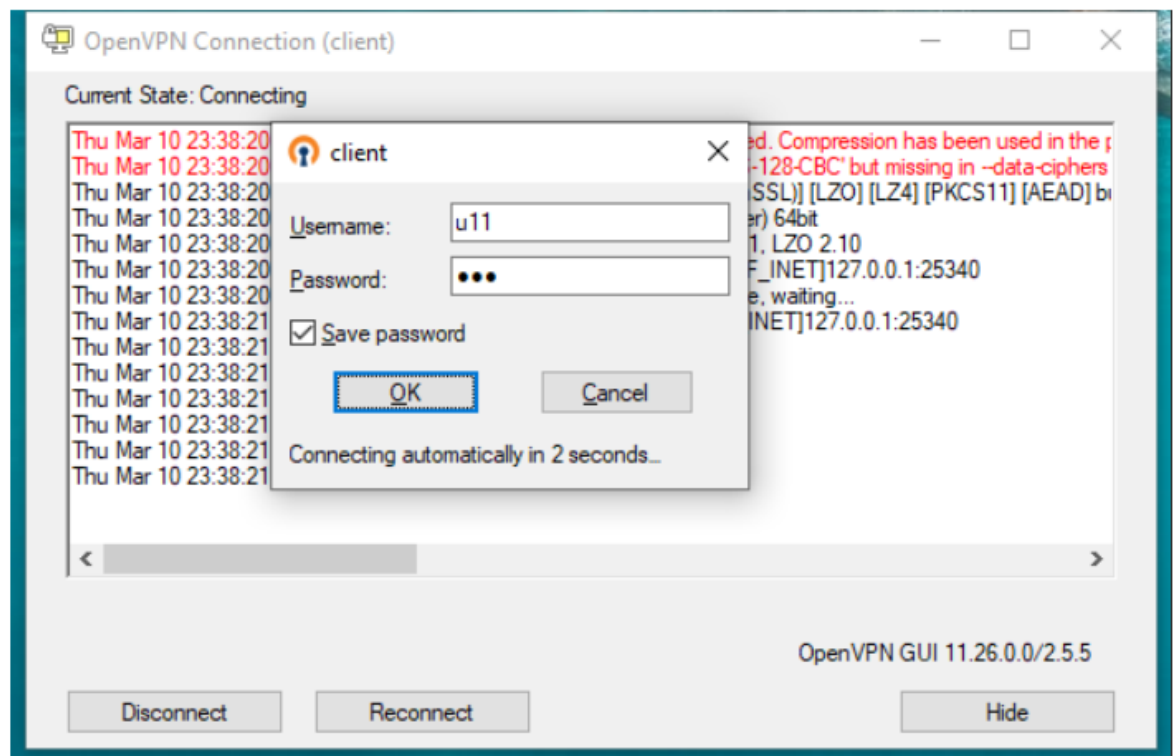 OpenVPN Connection (client)
Current State: Connecting
Thu Mar 10 23:38:20 ed. Compression has been used in the p
Thu Mar 10 23:38:20 -128-CBC' but missing in --data-ciphers
Thu Mar 10 23:38:20 SSL)] [LZO] [LZ4] [PKCS11] [AEAD] bu
Thu Mar 10 23:38:20 er) 64bit
Thu Mar 10 23:38:20 1, LZO 2.10
Thu Mar 10 23:38:20 F_INET]127.0.0.1:25340
Thu Mar 10 23:38:20 e, waiting...
Thu Mar 10 23:38:21 INET]127.0.0.1:25340
Thu Mar 10 23:38:21
Thu Mar 10 23:38:21
Thu Mar 10 23:38:21
Thu Mar 10 23:38:21
Thu Mar 10 23:38:21
Thu Mar 10 23:38:21
client
Username: u11
Password: •••
Save password
OK Cancel
Connecting automatically in 2 seconds...
OpenVPN GUI 11.26.0.0/2.5.5
Disconnect Reconnect Hide